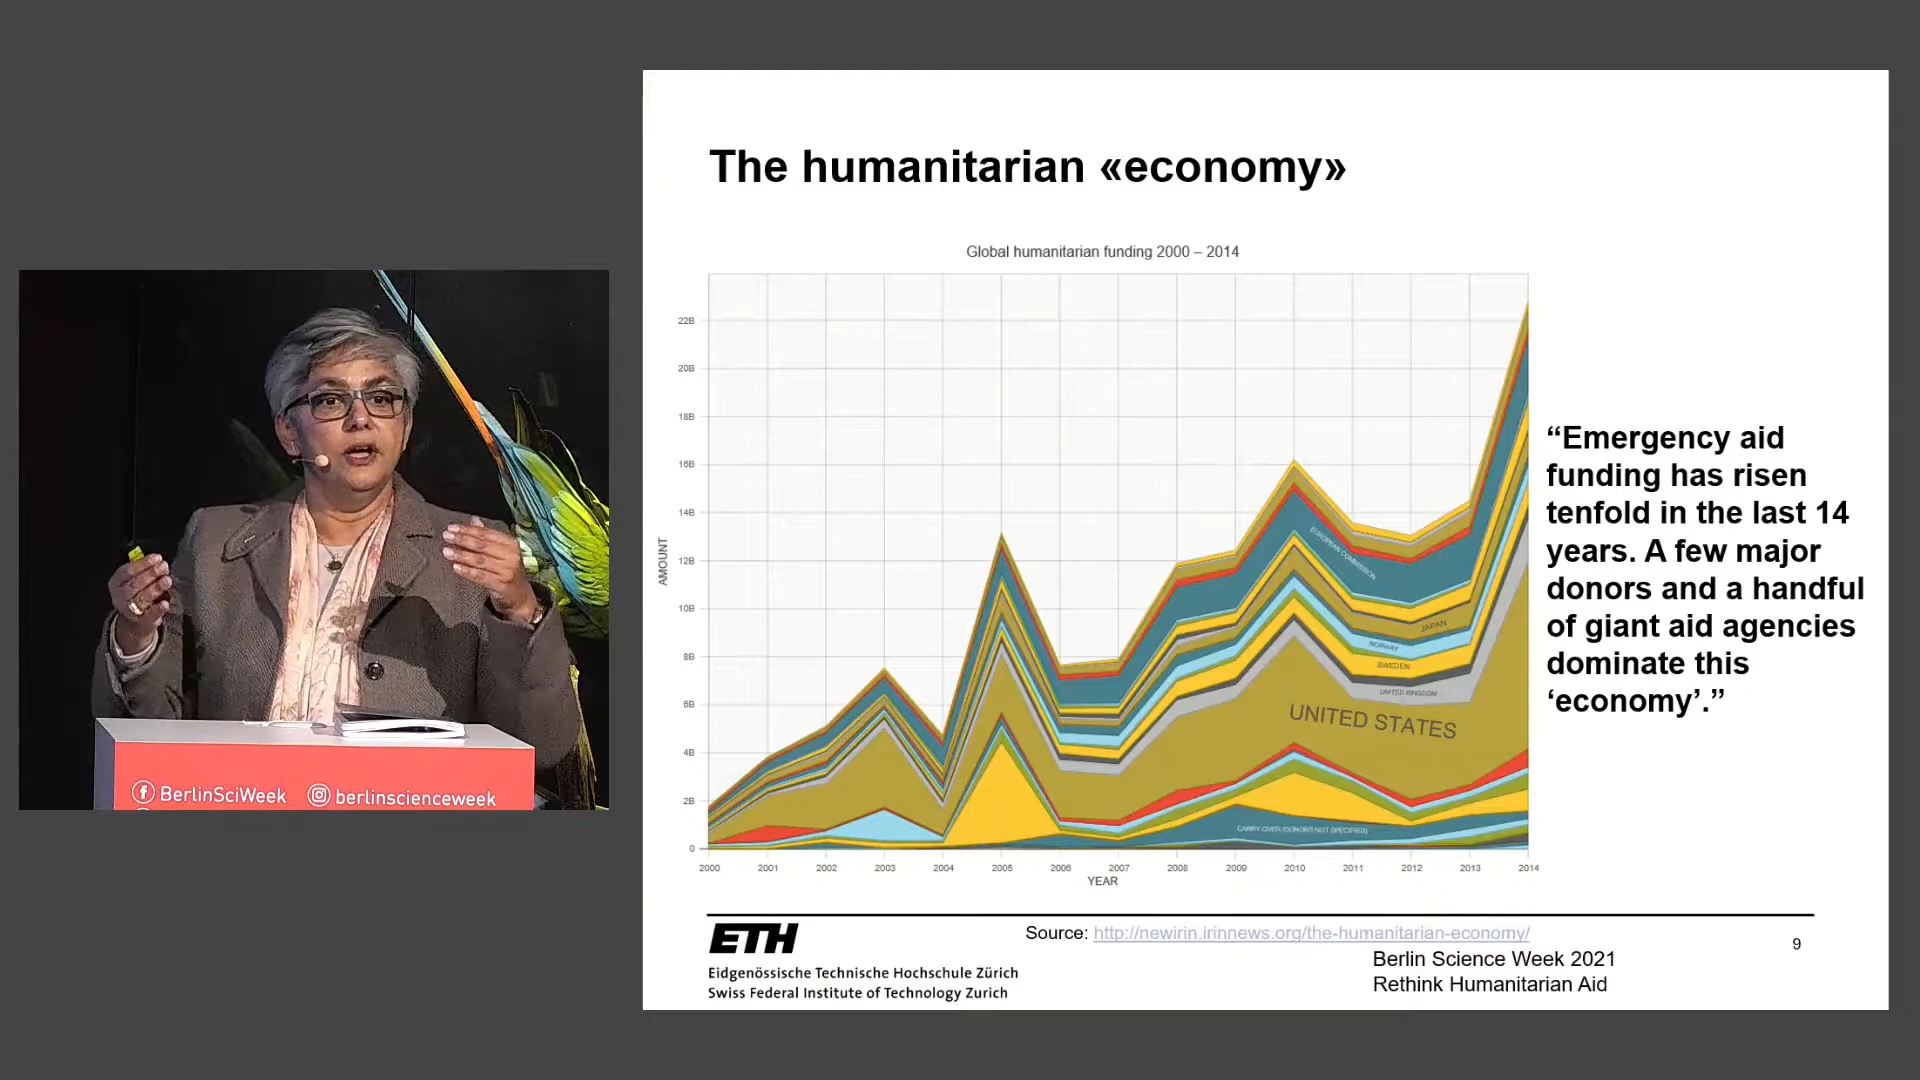 The humanitarian «economy»
Global humanitarian funding 2000 – 2014
22B
20B
18B
16B
14B
12B
10B
8B
6B
4B
2B
0
AMOUNT
EUROPEAN COMMISSION
JAPAN
NORWAY
SWEDEN
UNITED KINGDOM
UNITED STATES
CARRY-OVER (DONORS NOT SPECIFIED)
2000 2001 2002 2003 2004 2005 2006 2007 2008 2009 2010 2011 2012 2013 2014
YEAR
“Emergency aid
funding has risen
tenfold in the last 14
years. A few major
donors and a handful
of giant aid agencies
dominate this
‘economy’.”
BerlinSciWeek berlinscienceweek
ETH
Eidgenössische Technische Hochschule Zürich
Swiss Federal Institute of Technology Zurich
Source: http://newirin.irinnews.org/the-humanitarian-economy/
Berlin Science Week 2021
Rethink Humanitarian Aid
9